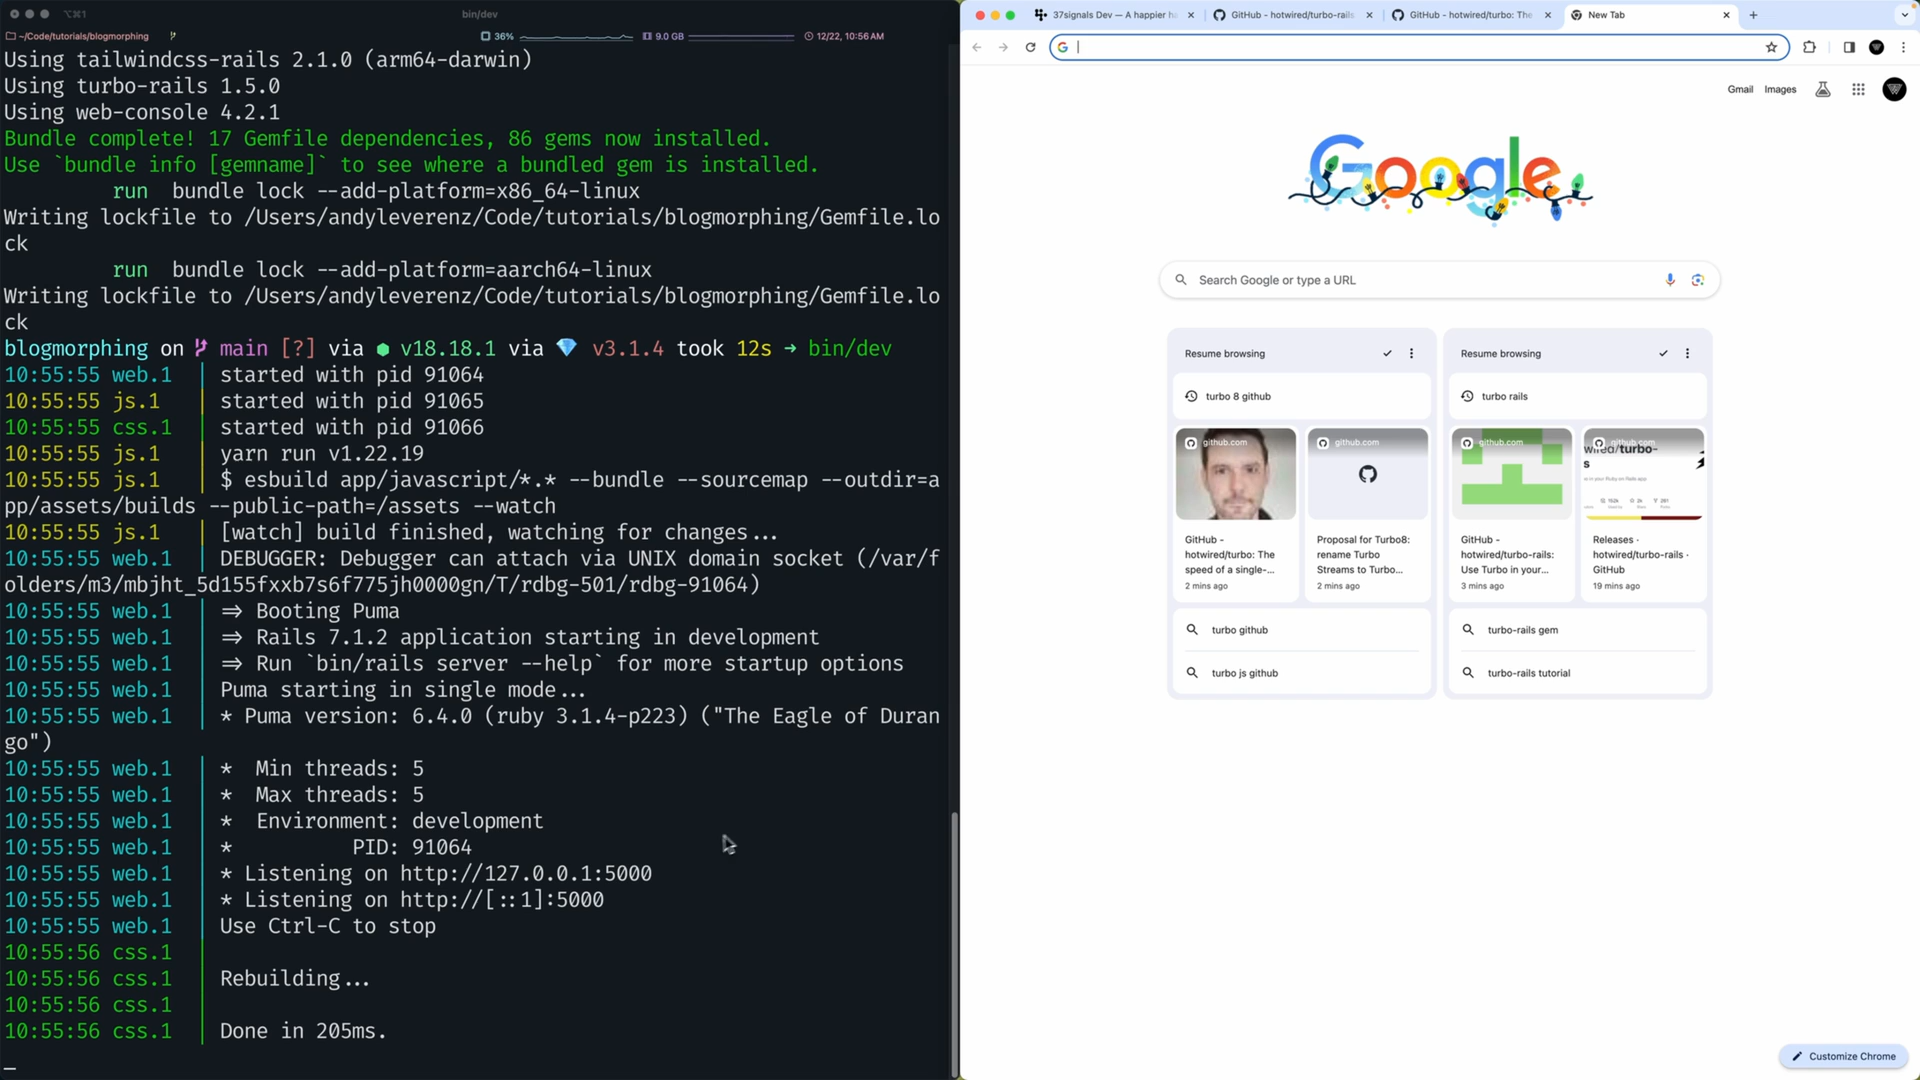 ⌥⌘1
bin/dev
~/Code/tutorials/blogmorphing
36%
9.0 GB
12/22, 10:56 AM
Using tailwindcss-rails 2.1.0 (arm64-darwin)
Using turbo-rails 1.5.0
Using web-console 4.2.1
Bundle complete! 17 Gemfile dependencies, 86 gems now installed.
Use `bundle info [gemname]` to see where a bundled gem is installed.
run  bundle lock --add-platform=x86_64-linux
Writing lockfile to /Users/andyleverenz/Code/tutorials/blogmorphing/Gemfile.lo
ck
run  bundle lock --add-platform=aarch64-linux
Writing lockfile to /Users/andyleverenz/Code/tutorials/blogmorphing/Gemfile.lo
ck
blogmorphing on main [?] via v18.18.1 via v3.1.4 took 12s → bin/dev
10:55:55 web.1 | started with pid 91064
10:55:55 js.1 | started with pid 91065
10:55:55 css.1 | started with pid 91066
10:55:55 js.1 | yarn run v1.22.19
10:55:55 js.1 | $ esbuild app/javascript/*.* --bundle --sourcemap --outdir=a
pp/assets/builds --public-path=/assets --watch
10:55:55 js.1 | [watch] build finished, watching for changes...
10:55:55 web.1 | DEBUGGER: Debugger can attach via UNIX domain socket (/var/f
olders/m3/mbjht_5d155fxxb7s6f775jh0000gn/T/rdbg-501/rdbg-91064)
10:55:55 web.1 | => Booting Puma
10:55:55 web.1 | => Rails 7.1.2 application starting in development
10:55:55 web.1 | => Run `bin/rails server --help` for more startup options
10:55:55 web.1 | Puma starting in single mode...
10:55:55 web.1 | * Puma version: 6.4.0 (ruby 3.1.4-p223) ("The Eagle of Duran
go")
10:55:55 web.1 | *  Min threads: 5
10:55:55 web.1 | *  Max threads: 5
10:55:55 web.1 | *  Environment: development
10:55:55 web.1 | *          PID: 91064
10:55:55 web.1 | * Listening on http://127.0.0.1:5000
10:55:55 web.1 | * Listening on http://[::1]:5000
10:55:55 web.1 | Use Ctrl-C to stop
10:55:56 css.1 |
10:55:56 css.1 | Rebuilding...
10:55:56 css.1 |
10:55:56 css.1 | Done in 205ms.
37signals Dev — A happier ha
GitHub - hotwired/turbo-rails
GitHub - hotwired/turbo: The
New Tab
Gmail
Images
Google
Search Google or type a URL
Resume browsing
turbo 8 github
github.com
github.com
GitHub -
hotwired/turbo: The
speed of a single-...
2 mins ago
Proposal for Turbo8:
rename Turbo
Streams to Turbo...
2 mins ago
turbo github
turbo js github
Resume browsing
turbo rails
github.com
github.com
wired/turbo-
s
GitHub -
hotwired/turbo-rails:
Use Turbo in your...
3 mins ago
Releases ·
hotwired/turbo-rails ·
GitHub
19 mins ago
turbo-rails gem
turbo-rails tutorial
Customize Chrome